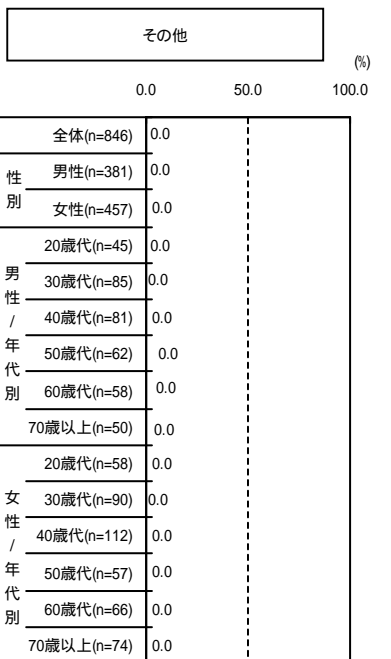 その他
(%)
0.0 50.0 100.0
全体(n=846) 0.0
性別
男性(n=381) 0.0
女性(n=457) 0.0
男性/年代別
20歳代(n=45) 0.0
30歳代(n=85) 0.0
40歳代(n=81) 0.0
50歳代(n=62) 0.0
60歳代(n=58) 0.0
70歳以上(n=50) 0.0
女性/年代別
20歳代(n=58) 0.0
30歳代(n=90) 0.0
40歳代(n=112) 0.0
50歳代(n=57) 0.0
60歳代(n=66) 0.0
70歳以上(n=74) 0.0